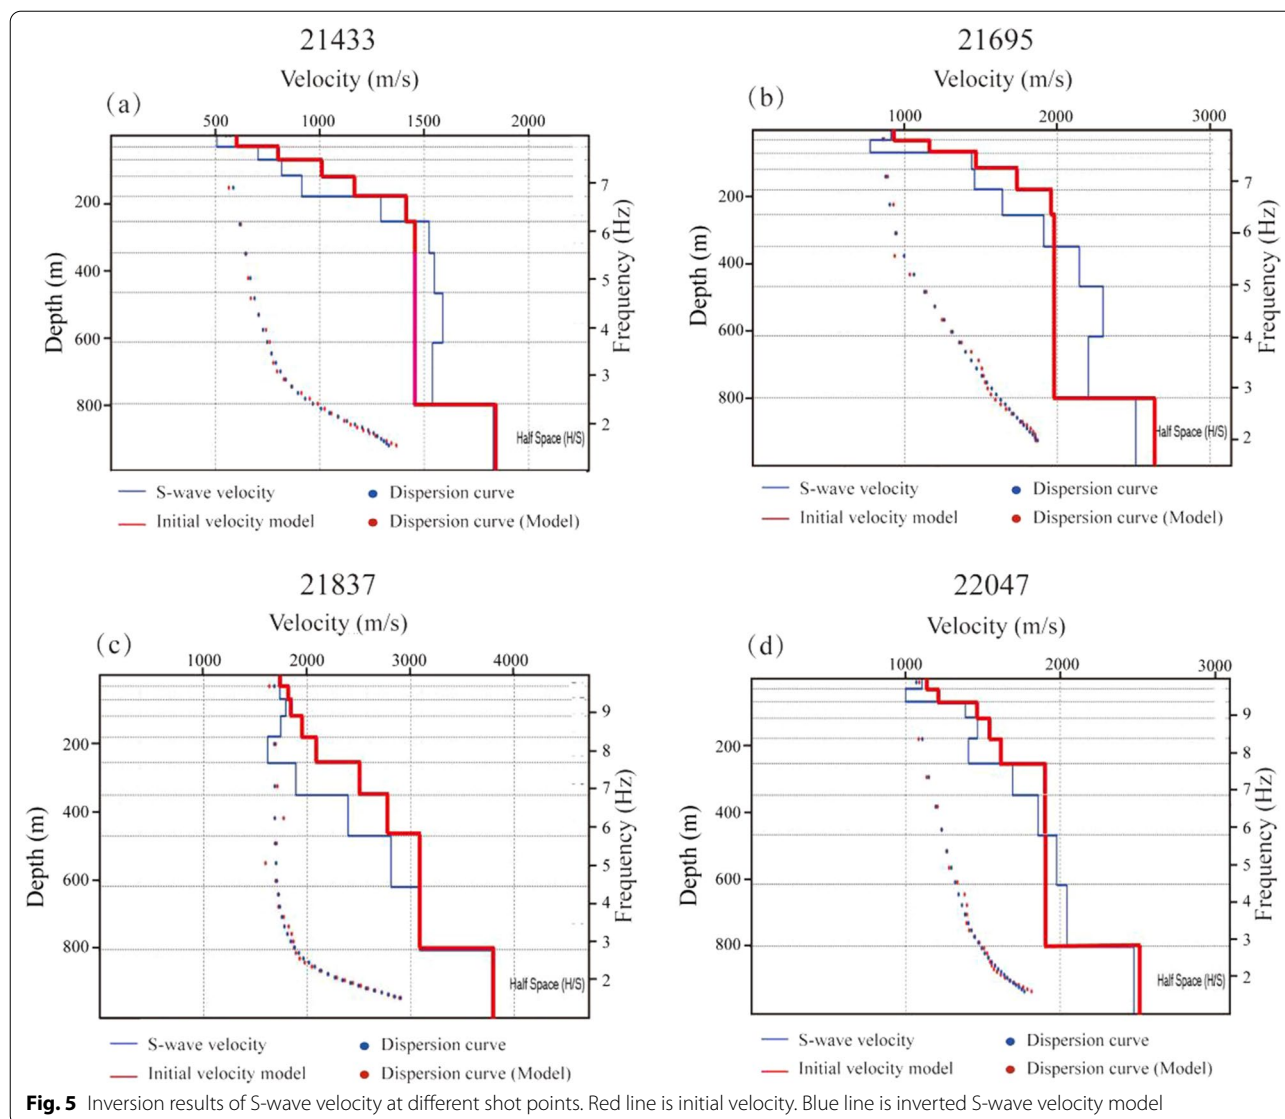 21433
Velocity (m/s)
(a)
500 1000 1500 2000
200
400
600
800
Depth (m)
7
6
5
4
3
2
Frequency (Hz)
Half Space (H/S)
S-wave velocity
Dispersion curve
Initial velocity model
Dispersion curve (Model)
21695
Velocity (m/s)
(b)
1000 2000 3000
200
400
600
800
Depth (m)
7
6
5
4
3
2
Frequency (Hz)
Half Space (H/S)
S-wave velocity
Dispersion curve
Initial velocity model
Dispersion curve (Model)
21837
Velocity (m/s)
(c)
1000 2000 3000 4000
200
400
600
800
Depth (m)
9
8
7
6
5
4
3
2
Frequency (Hz)
Half Space (H/S)
S-wave velocity
Dispersion curve
Initial velocity model
Dispersion curve (Model)
22047
Velocity (m/s)
(d)
1000 2000 3000
200
400
600
800
Depth (m)
9
8
7
6
5
4
3
2
Frequency (Hz)
Half Space (H/S)
S-wave velocity
Dispersion curve
Initial velocity model
Dispersion curve (Model)
Fig. 5 Inversion results of S-wave velocity at different shot points. Red line is initial velocity. Blue line is inverted S-wave velocity model